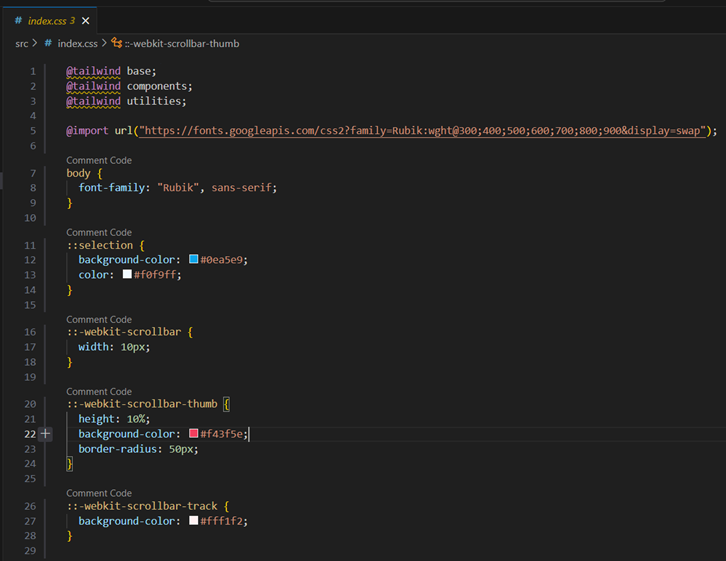 # index.css 3 ×
src > # index.css > ::-webkit-scrollbar-thumb
1 @tailwind base;
2 @tailwind components;
3 @tailwind utilities;
4
5 @import url("https://fonts.googleapis.com/css2?family=Rubik:wght@300;400;500;600;700;800;900&display=swap");
6
Comment Code
7 body {
8 font-family: "Rubik", sans-serif;
9 }
10
Comment Code
11 ::selection {
12 background-color: #0ea5e9;
13 color: #f0f9ff;
14 }
15
Comment Code
16 ::-webkit-scrollbar {
17 width: 10px;
18 }
19
Comment Code
20 ::-webkit-scrollbar-thumb {
21 height: 10%;
22 background-color: #f43f5e;
23 border-radius: 50px;
24 }
25
Comment Code
26 ::-webkit-scrollbar-track {
27 background-color: #fff1f2;
28 }
29